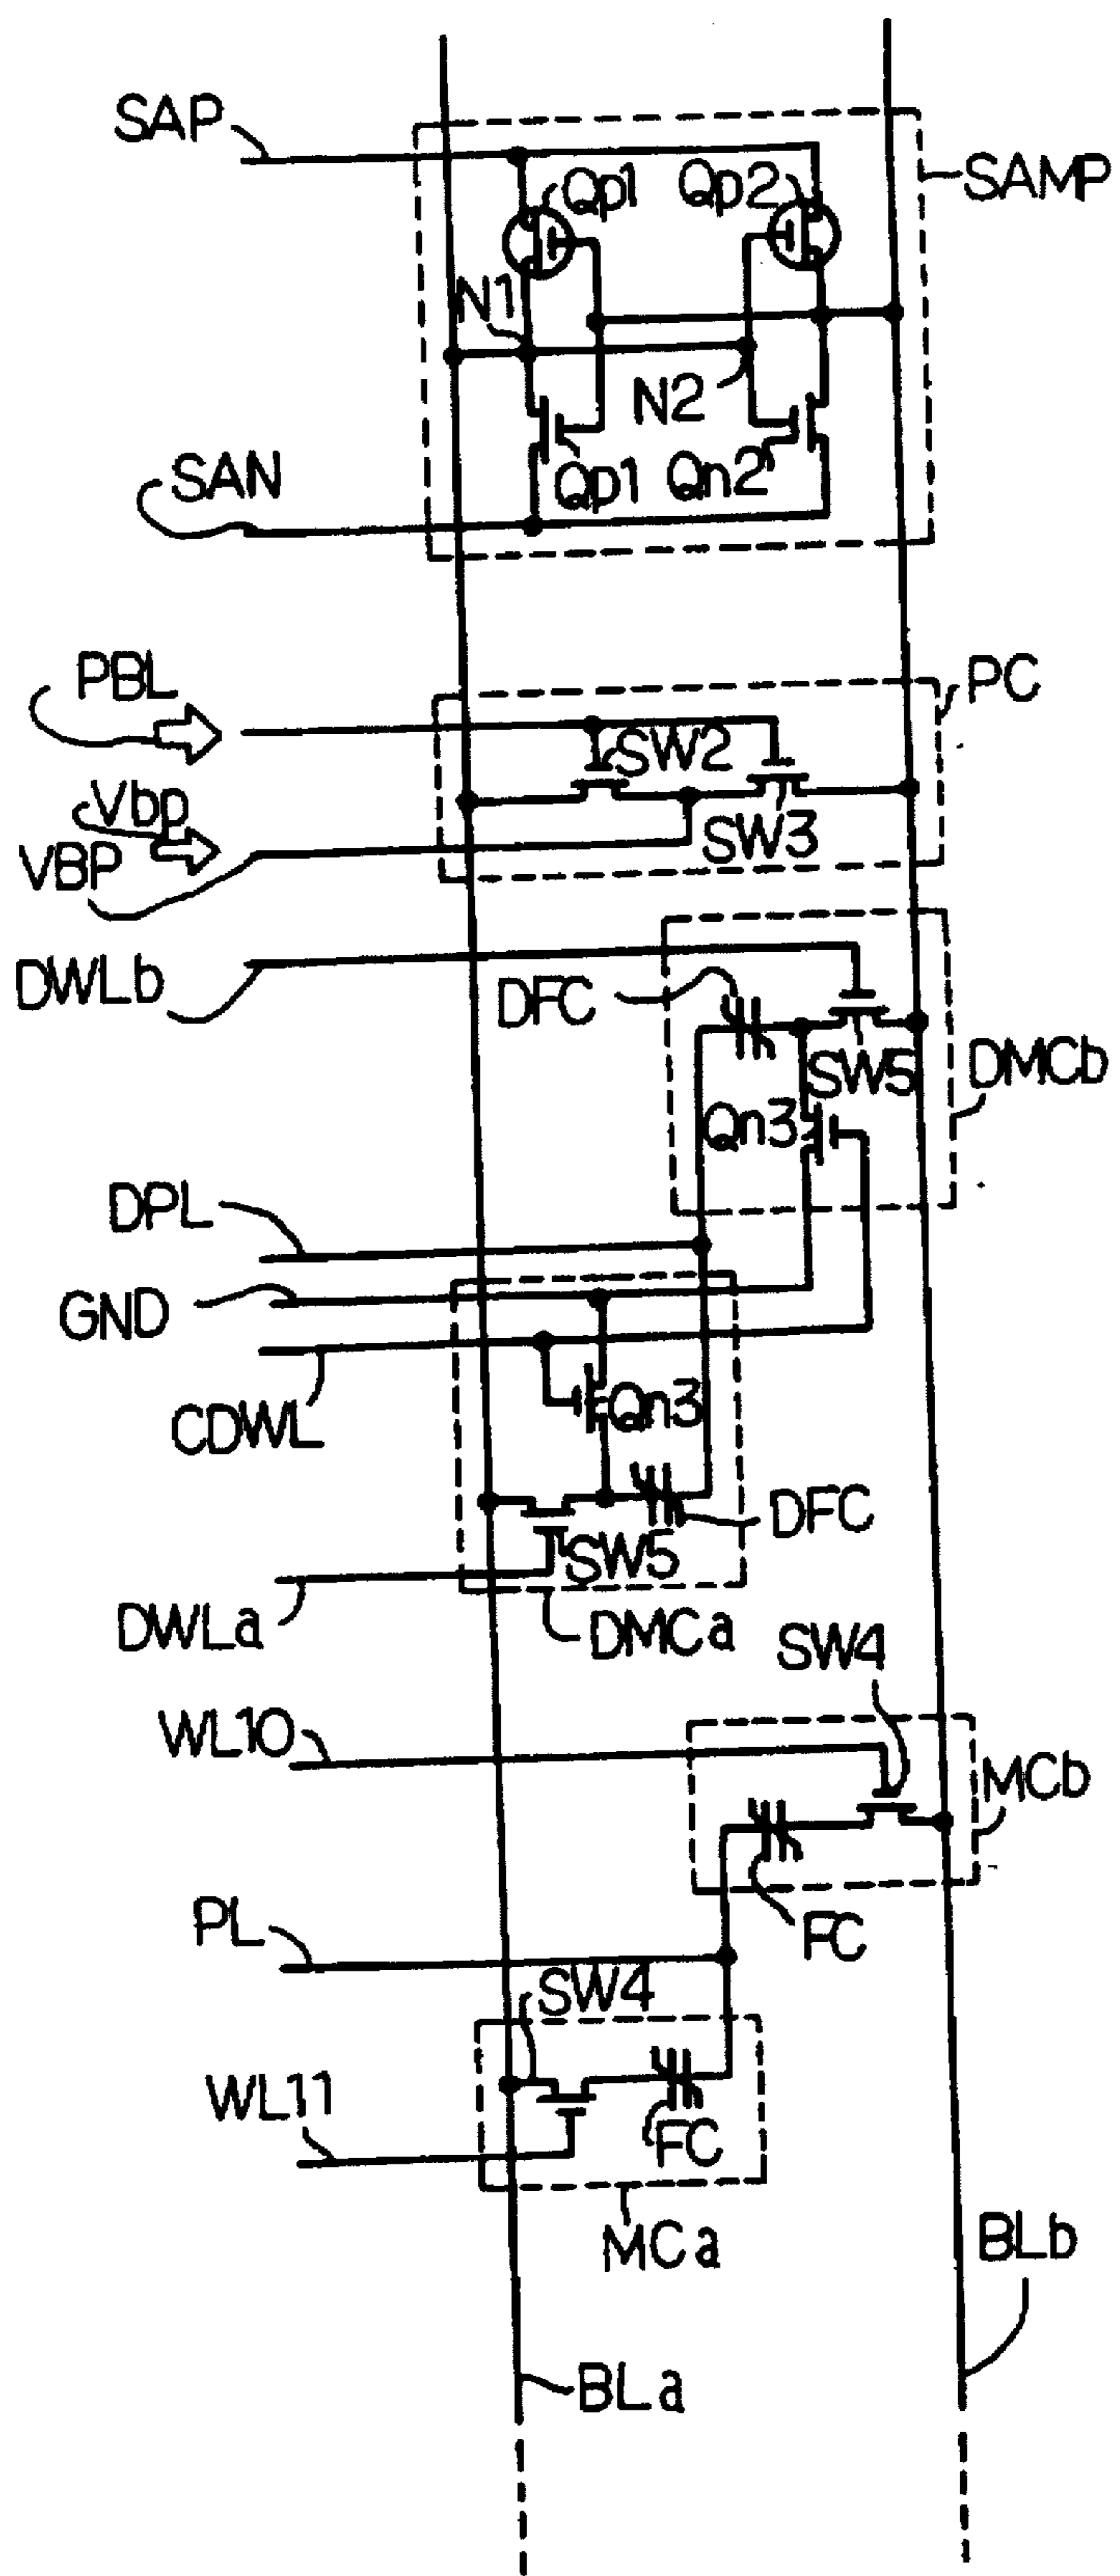 SAP
SAMP
Qp1
Qp2
N1
N2
SAN
Qp1
Qn2
PBL
PC
SW2
Vbp
VBP
SW3
DWLb
DFC
SW5
DMCb
Qn3
DPL
GND
CDWL
Qn3
DFC
SW5
DWLa
DMCa
SW4
WL10
MCb
PL
FC
SW4
WL11
FC
MCa
BLb
BLa